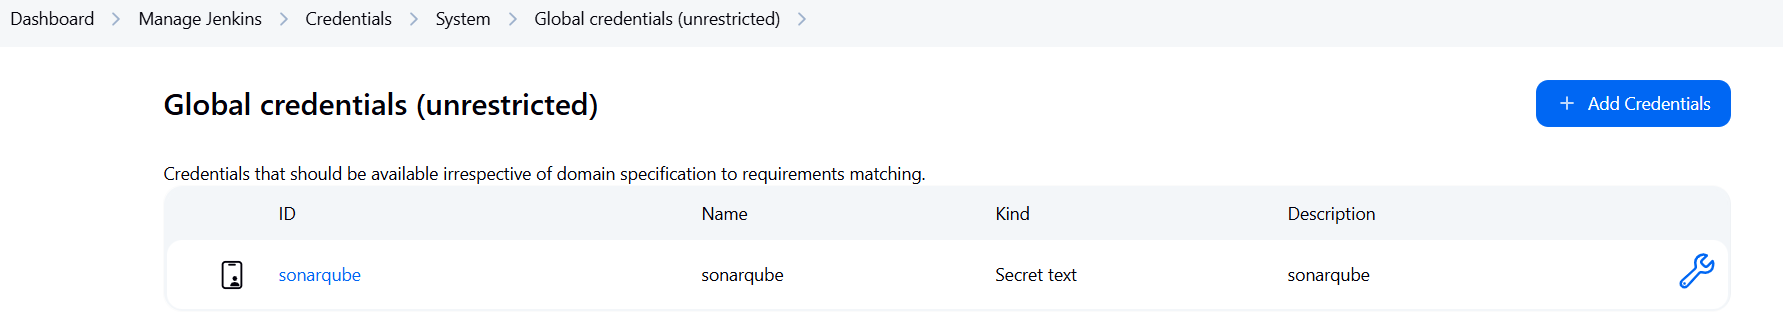 Dashboard > Manage Jenkins > Credentials > System > Global credentials (unrestricted) >
Global credentials (unrestricted)
+ Add Credentials
Credentials that should be available irrespective of domain specification to requirements matching.
ID Name Kind Description
sonarqube sonarqube Secret text sonarqube